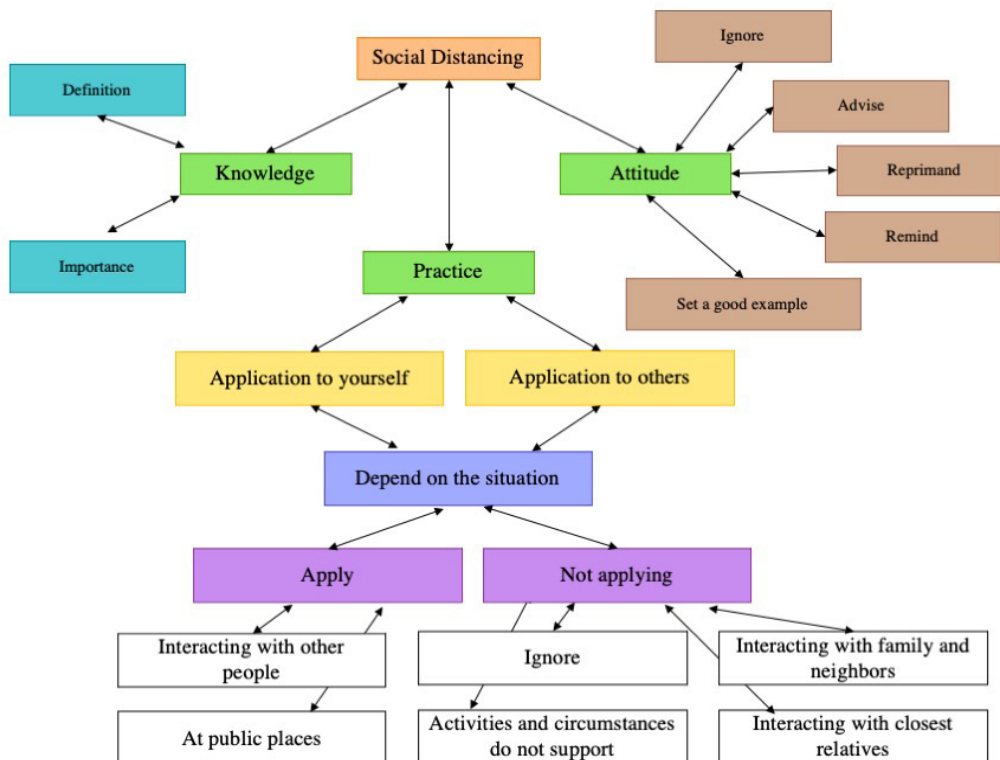 Ignore
Social Distancing
Definition
Advise
Knowledge
Attitude
Reprimand
Remind
Importance
Practice
Set a good example
Application to yourself
Application to others
Depend on the situation
Apply
Not applying
Interacting with other
people
Ignore
Interacting with family and
neighbors
At public places
Activities and circumstances
do not support
Interacting with closest
relatives